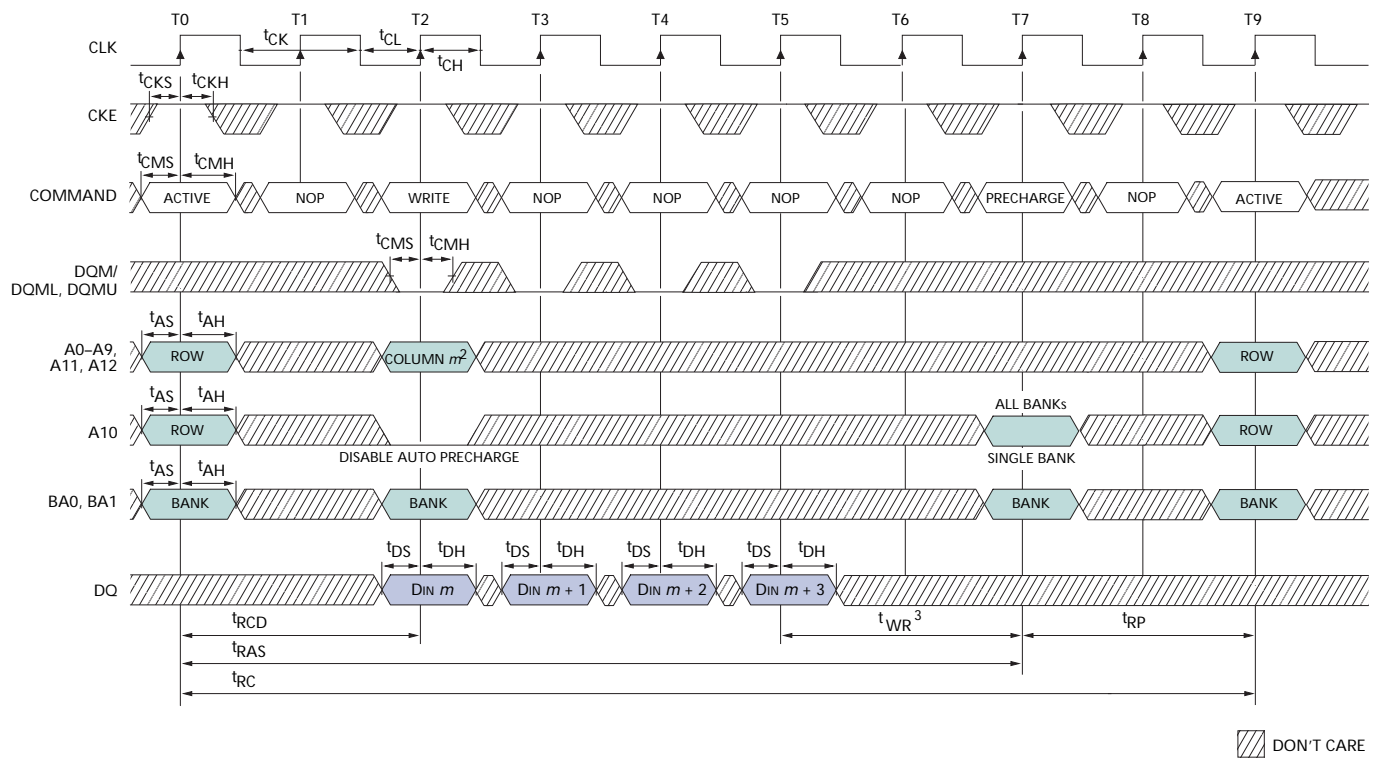 T0 T1 T2 T3 T4 T5 T6 T7 T8 T9
CLK
tCK tCL
tCH
tCKS tCKH
CKE
tCMS tCMH
COMMAND ACTIVE NOP WRITE NOP NOP NOP NOP PRECHARGE NOP ACTIVE
tCMS tCMH
DQM/
DQML, DQMU
tAS tAH
A0–A9,
A11, A12
ROW COLUMN m2 ROW
tAS tAH
ALL BANKs
A10 ROW ROW
DISABLE AUTO PRECHARGE SINGLE BANK
tAS tAH
BA0, BA1 BANK BANK BANK BANK
tDS tDH tDS tDH tDS tDH tDS tDH
DQ DIN m DIN m + 1 DIN m + 2 DIN m + 3
tRCD tWR3 tRP
tRAS
tRC
DON'T CARE